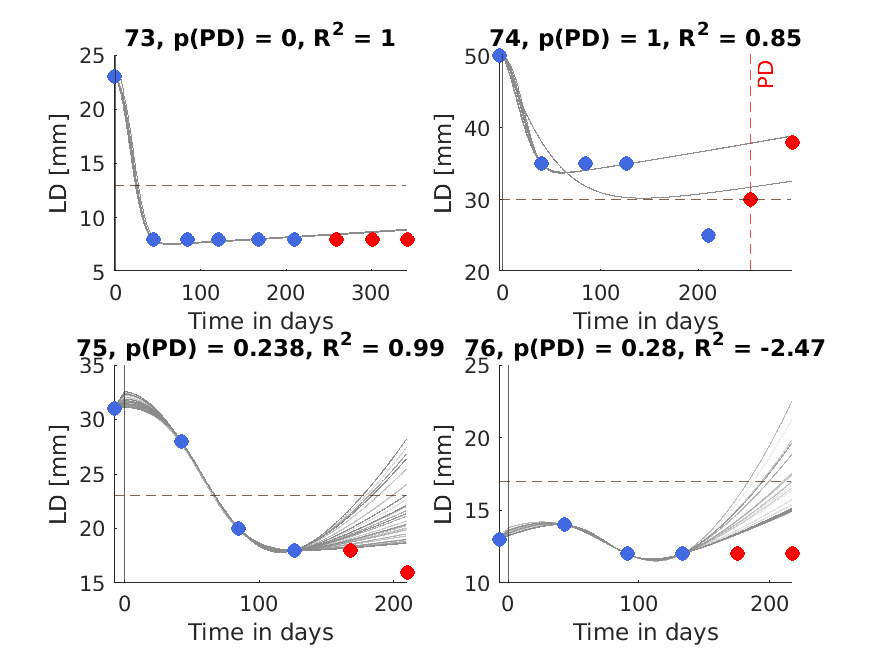 73, p(PD) = 0, R² = 1
25
20
15
10
5
LD [mm]
0 100 200 300
Time in days
74, p(PD) = 1, R² = 0.85
50
40
30
20
LD [mm]
PD
0 100 200
Time in days
75, p(PD) = 0.238, R² = 0.99
35
30
25
20
15
LD [mm]
0 100 200
Time in days
76, p(PD) = 0.28, R² = -2.47
25
20
15
10
LD [mm]
0 100 200
Time in days